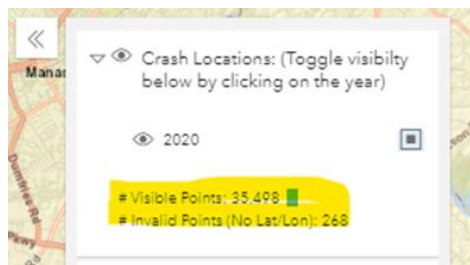 Manas
Crash Locations: (Toggle visibilty
below by clicking on the year)
2020
Dumfries Rd
# Visible Points: 35,498
# Invalid Points (No Lat/Lon): 268
Pkwy